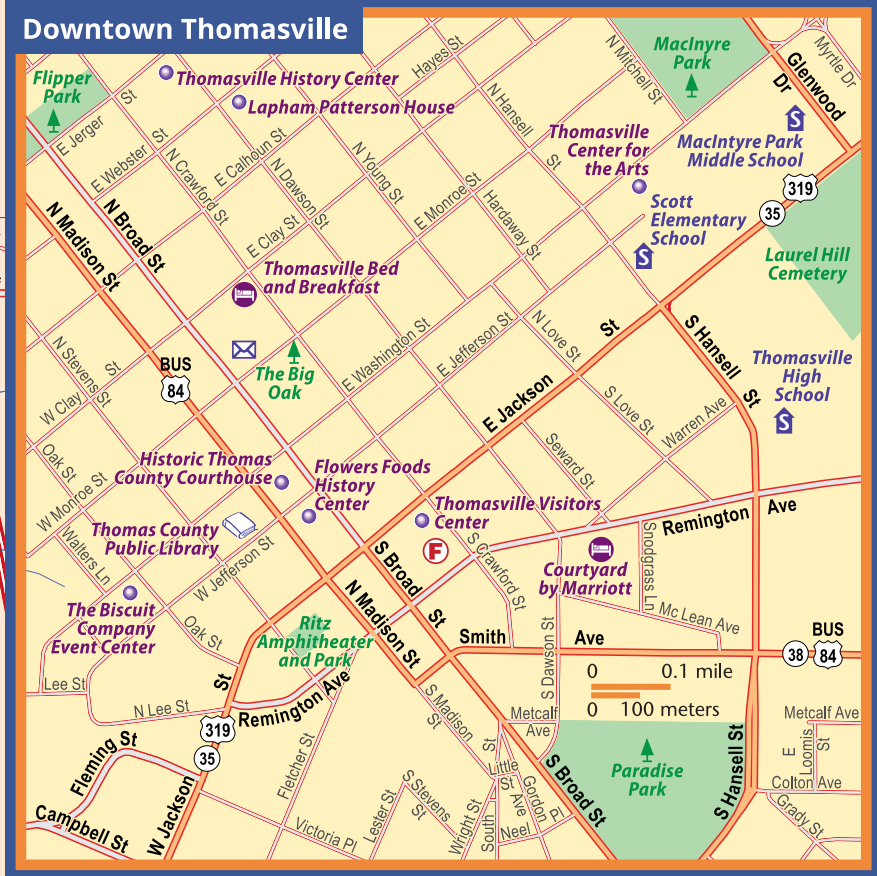 Downtown Thomasville
Flipper
Park
Thomasville History Center
Lapham Patterson House
Hayes St
N Mitchell St
MacInyre
Park
Glenwood
Dr
Myrtle Dr
E Jerger St
E Webster St
N Crawford St
E Calhoun St
N Dawson St
N Young St
N Hansell St
Thomasville
Center for
the Arts
MacIntyre Park
Middle School
S
319
35
Scott
Elementary
School
S
Laurel Hill
Cemetery
N Madison St
N Broad St
E Clay St
E Monroe St
Hardaway St
Thomasville Bed
and Breakfast
The Big
Oak
BUS
84
N Stevens St
W Clay St
E Washington St
E Jefferson St
N Love St
E Jackson St
S Hansell St
Thomasville
High
School
S
S Love St
Warren Ave
Seward St
Oak St
W Monroe St
Historic Thomas
County Courthouse
Flowers Foods
History
Center
Thomasville Visitors
Center
F
Thomas County
Public Library
Walters Ln
W Jefferson St
S Crawford St
Remington Ave
Courtyard
by Marriott
Snodgrass Ln
Mc Lean Ave
The Biscuit
Company
Event Center
Oak St
Ritz
Amphitheater
and Park
S Broad St
N Madison St
Smith Ave
S Dawson St
BUS
38
84
0 0.1 mile
0 100 meters
Lee St
N Lee St
St
319
35
Remington Ave
S Madison St
Metcalf
Ave
Metcalf Ave
E Loomis St
Colton Ave
Grady St
Fleming St
Campbell St
W Jackson
Fletcher St
Victoria Pl
Lester St
S Stevens St
Wright St
South St
Little
St
Ave
Gordon
Pl
Neel
S Broad St
Paradise
Park
S Hansell St